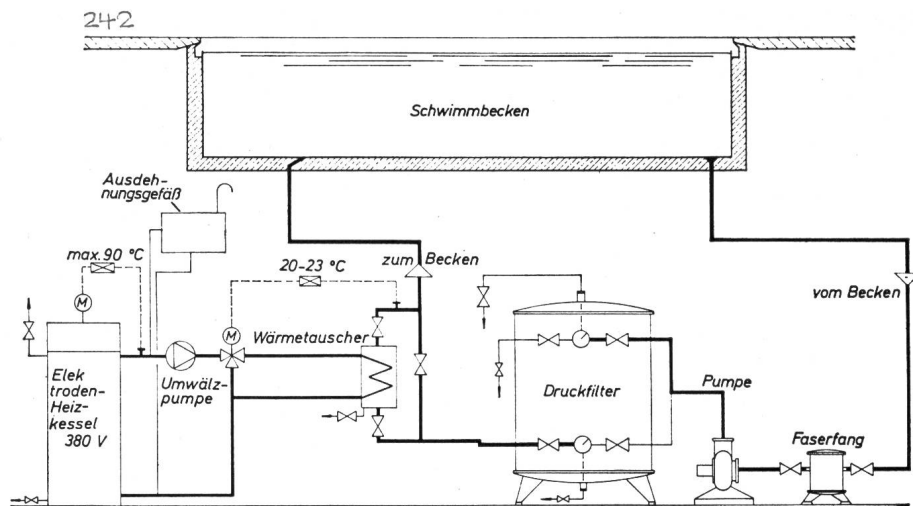 242
Schwimmbecken
Ausdeh-
nungsgefäß
max. 90 °C
20-23 °C
zum Becken
vom Becken
M
M
Wärmetauscher
Umwälz-
pumpe
Elek
troden-
Heiz-
kessel
380 V
Druckfilter
Pumpe
Faserfang